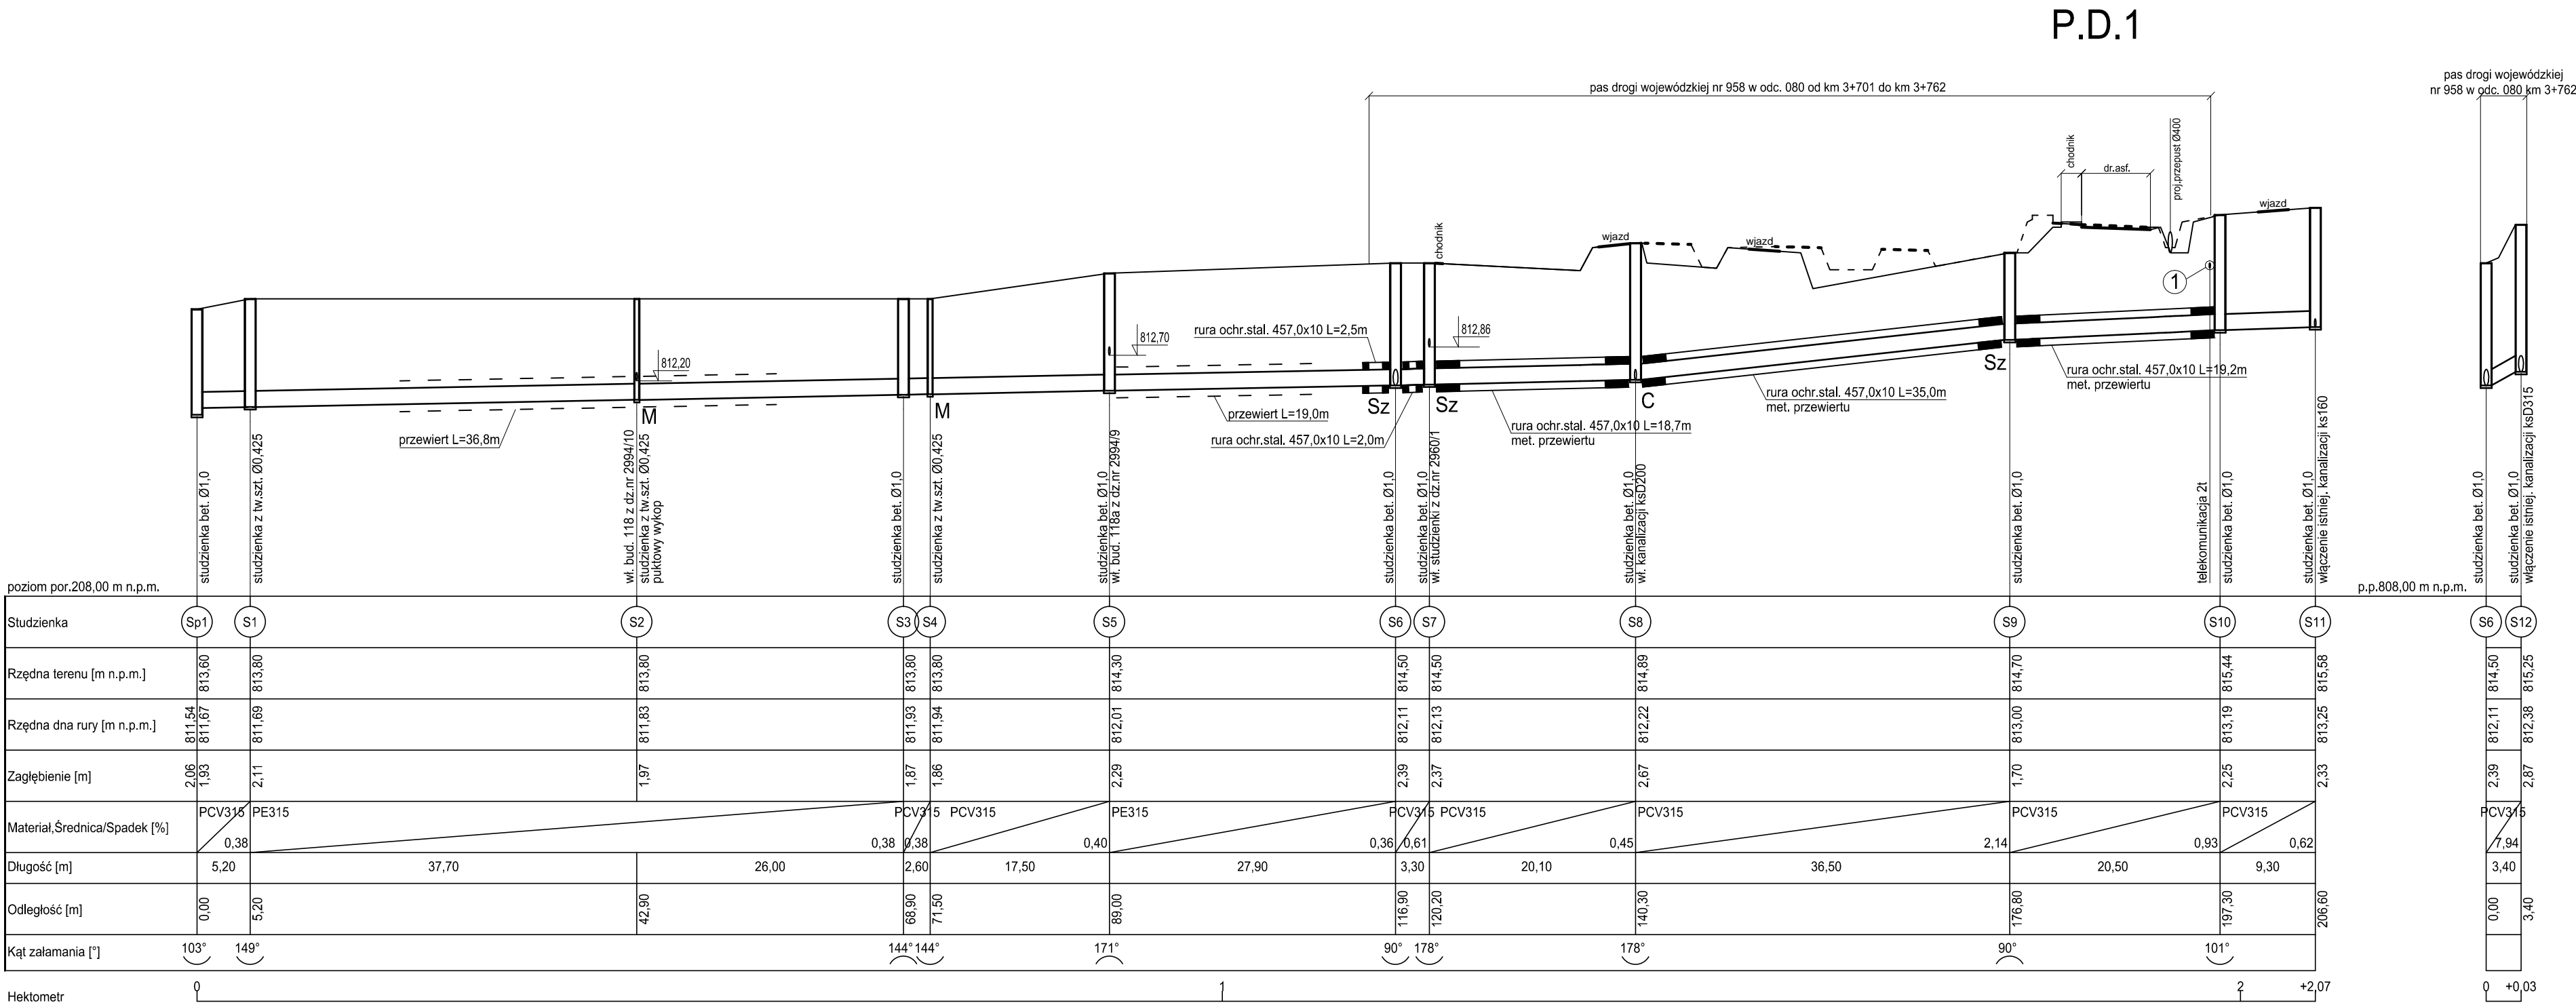 P.D.1
pas drogi wojewódzkiej
nr 958 w odc. 080 km 3+762
pas drogi wojewódzkiej nr 958 w odc. 080 od km 3+701 do km 3+762
chodnik
dr.asf.
proj.przepust Ø400
wjazd
chodnik
wjazd
wjazd
1
812,20
812,70
812,86
rura ochr.stal. 457,0x10 L=2,5m
Sz
rura ochr.stal. 457,0x10 L=19,2m
met. przewiertu
rura ochr.stal. 457,0x10 L=35,0m
met. przewiertu
M
M
Sz
Sz
C
przewiert L=36,8m
przewiert L=19,0m
rura ochr.stal. 457,0x10 L=2,0m
rura ochr.stal. 457,0x10 L=18,7m
met. przewiertu
studzienka bet. Ø1,0
studzienka z tw.szt. Ø0,425
wł. bud. 118 z dz.nr 2994/10
studzienka z tw.szt. Ø0,425
puktowy wykop
studzienka bet. Ø1,0
studzienka z tw.szt. Ø0,425
studzienka bet. Ø1,0
wł. bud. 118a z dz.nr 2994/9
studzienka bet. Ø1,0
studzienka bet. Ø1,0
wł. studzienki z dz.nr 2960/1
studzienka bet. Ø1,0
wł. kanalizacji ksD200
studzienka bet. Ø1,0
telekomunikacja 2t
studzienka bet. Ø1,0
studzienka bet. Ø1,0
włączenie istniej. kanalizacji ks160
studzienka bet. Ø1,0
studzienka bet. Ø1,0
włączenie istniej. kanalizacji ksD315
poziom por.208,00 m n.p.m.
p.p.808,00 m n.p.m.
Studzienka Sp1 S1 S2 S3 S4 S5 S6 S7 S8 S9 S10 S11 S6 S12
Rzędna terenu [m n.p.m.] 813,60 813,80 813,80 813,80 813,80 814,30 814,50 814,50 814,89 814,70 815,44 815,58 814,50 815,25
Rzędna dna rury [m n.p.m.] 811,54 811,67 811,69 811,83 811,93 811,94 812,01 812,11 812,13 812,22 813,00 813,19 813,25 812,11 812,38
Zagłębienie [m] 2,06 1,93 2,11 1,97 1,87 1,86 2,29 2,39 2,37 2,67 1,70 2,25 2,33 2,39 2,87
PCV315 PE315 PCV315 PCV315 PE315 PCV315 PCV315 PCV315 PCV315 PCV315 PCV315
Materiał,Średnica/Spadek [%]
0,38 0,38 0,38 0,40 0,36 0,61 0,45 2,14 0,93 0,62 7,94
Długość [m] 5,20 37,70 26,00 2,60 17,50 27,90 3,30 20,10 36,50 20,50 9,30 3,40
Odległość [m] 0,00 5,20 42,90 68,90 71,50 89,00 116,90 120,20 140,30 176,80 197,30 206,60 0,00 3,40
Kąt załamania [°] 103° 149° 144° 144° 171° 90° 178° 178° 90° 101°
Hektometr 0 1 2 +2,07 0 +0,03